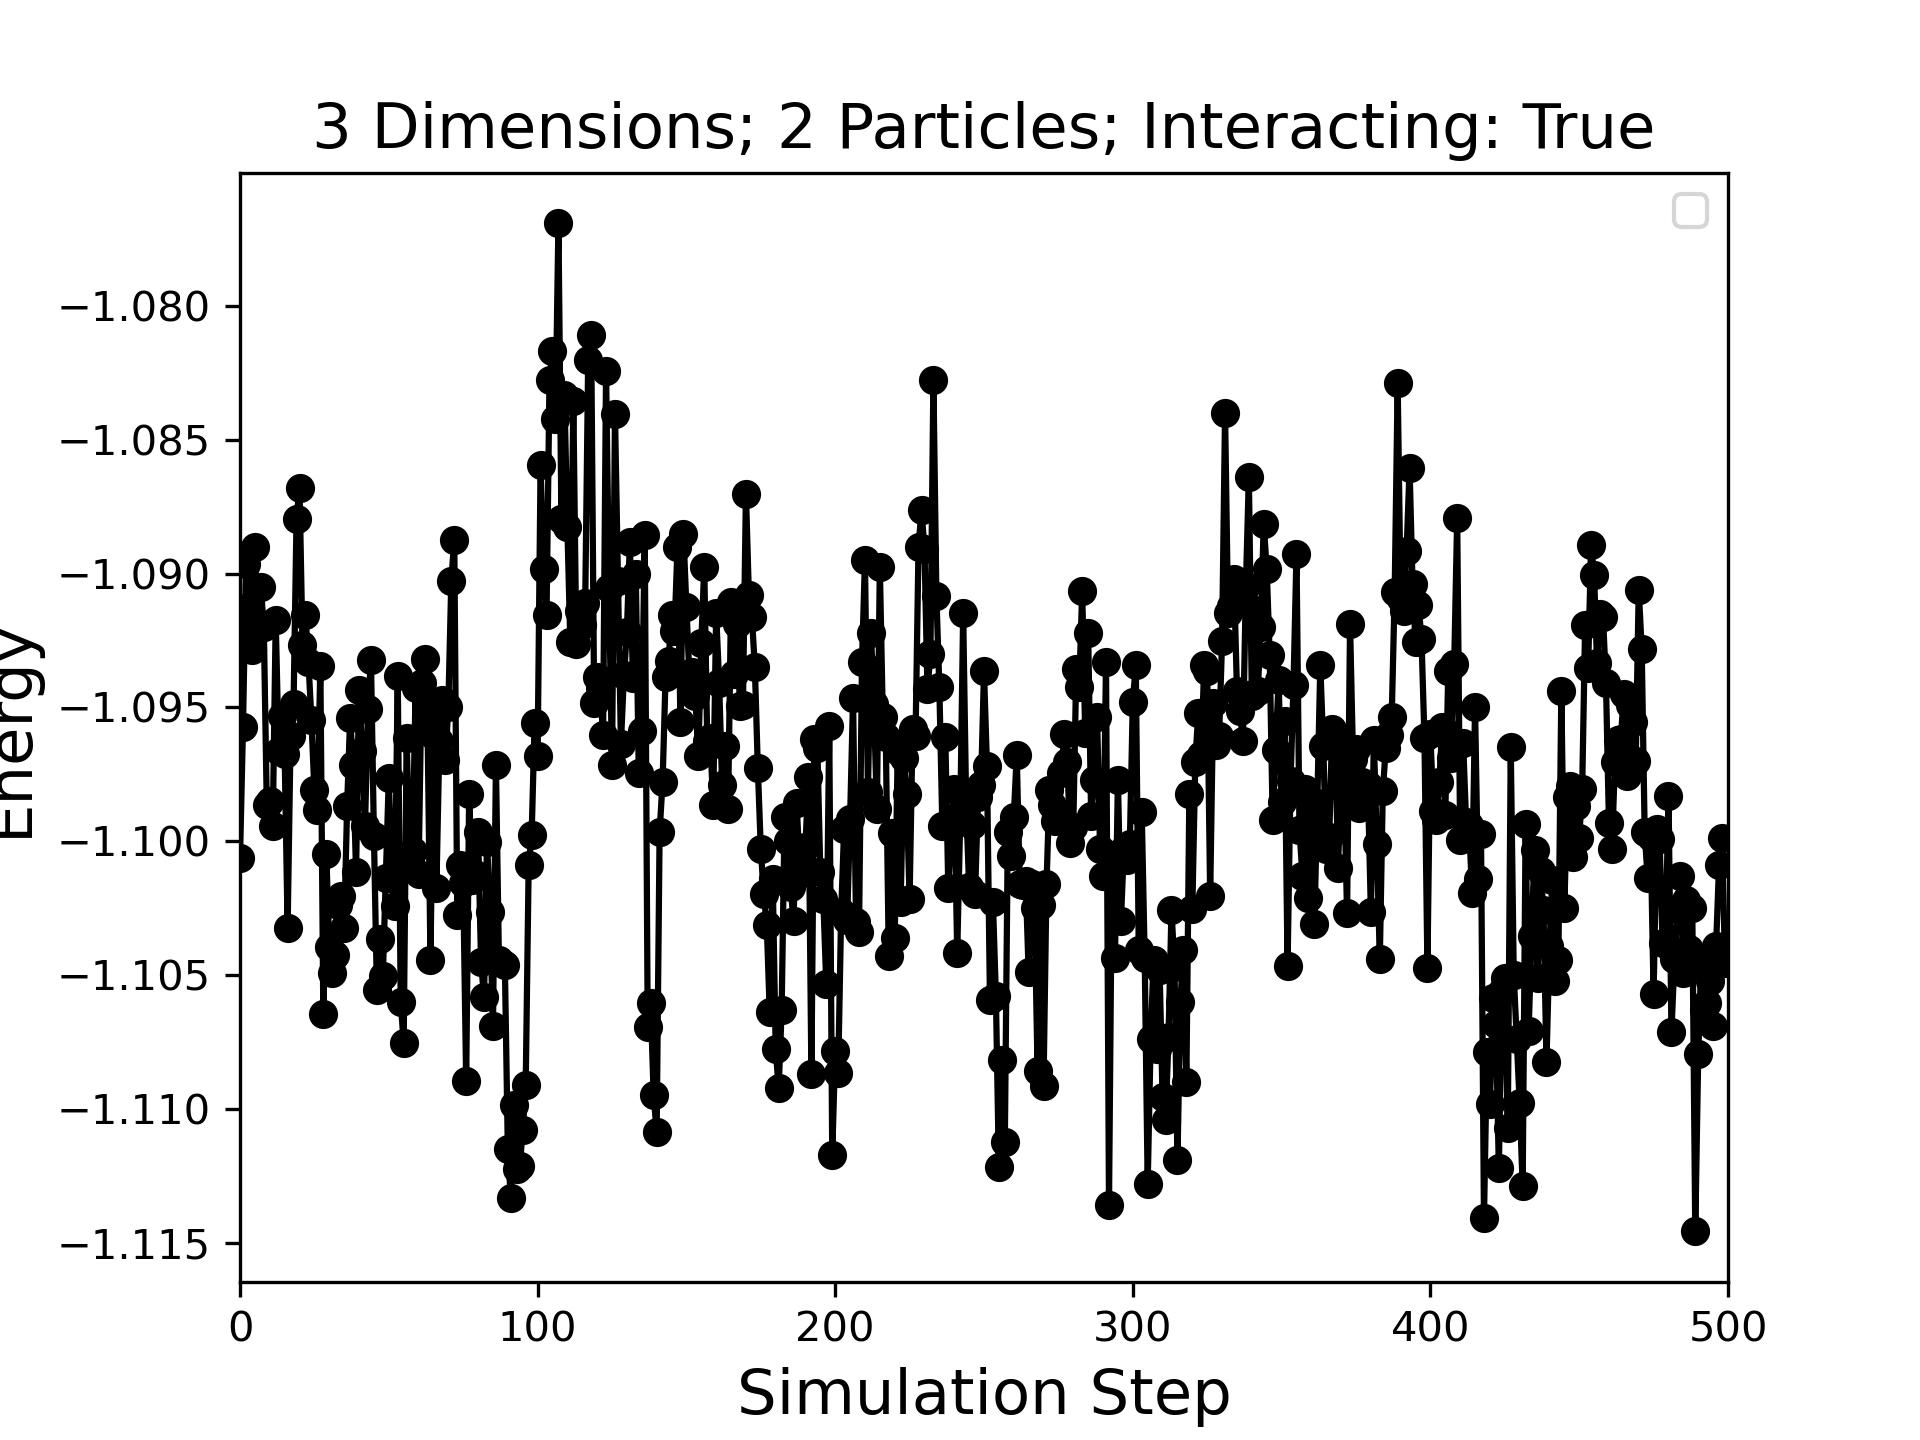 3 Dimensions; 2 Particles; Interacting: True
−1.080
−1.085
−1.090
−1.095
−1.100
−1.105
−1.110
−1.115
Energy
0 100 200 300 400 500
Simulation Step